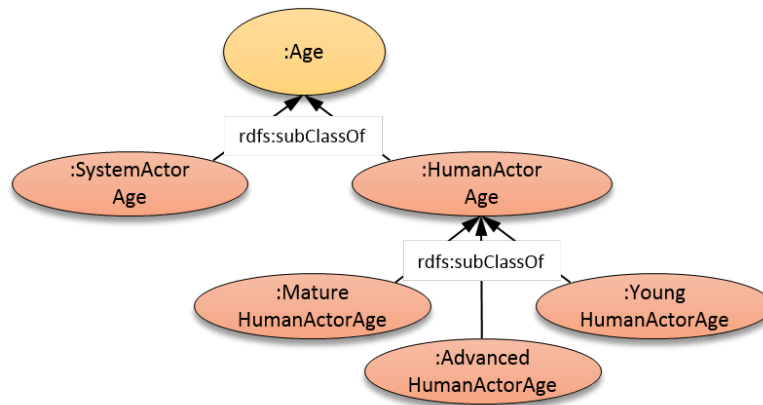 :Age
rdfs:subClassOf
:SystemActor
Age
:HumanActor
Age
rdfs:subClassOf
:Mature
HumanActorAge
:Young
HumanActorAge
:Advanced
HumanActorAge